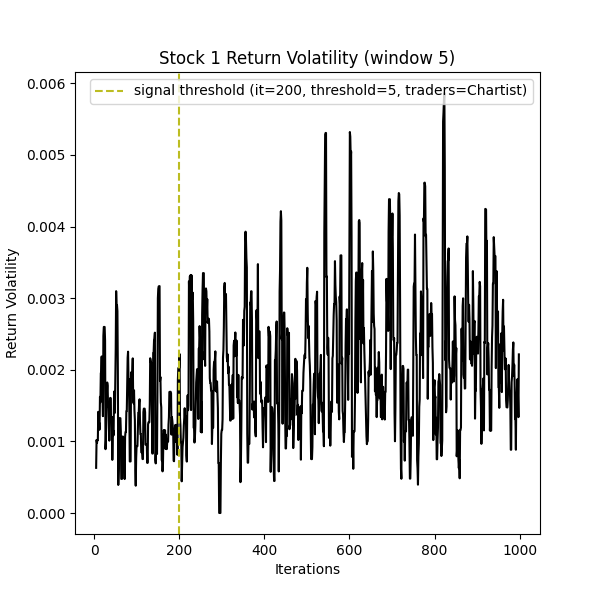 Stock 1 Return Volatility (window 5)
signal threshold (it=200, threshold=5, traders=Chartist)
0.006
0.005
0.004
0.003
0.002
0.001
0.000
Return Volatility
0 200 400 600 800 1000
Iterations